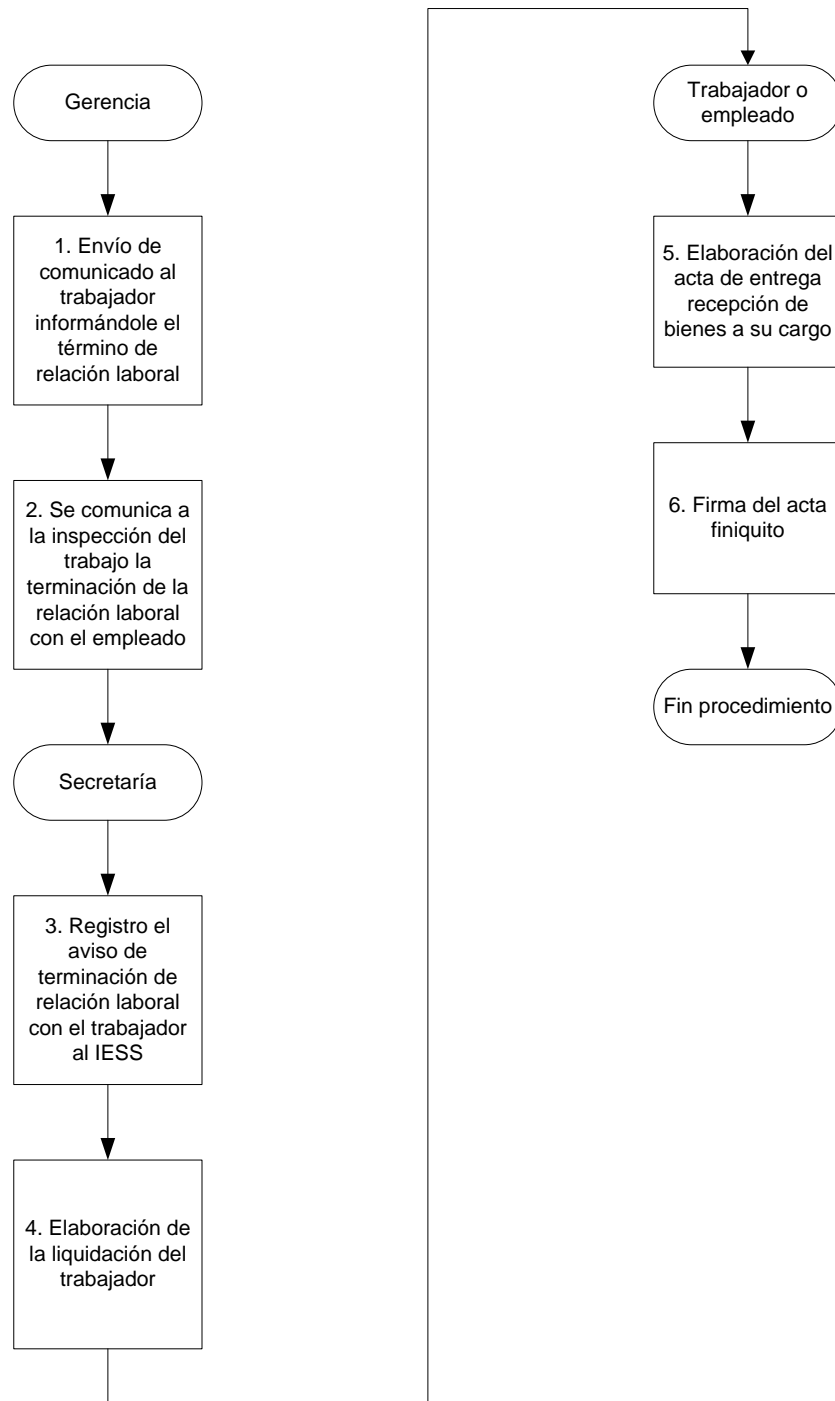 Gerencia
1. Envío de
comunicado al
trabajador
informándole el
término de
relación laboral
2. Se comunica a
la inspección del
trabajo la
terminación de la
relación laboral
con el empleado
Secretaría
3. Registro el
aviso de
terminación de
relación laboral
con el trabajador
al IESS
4. Elaboración de
la liquidación del
trabajador
Trabajador o
empleado
5. Elaboración del
acta de entrega
recepción de
bienes a su cargo
6. Firma del acta
finiquito
Fin procedimiento